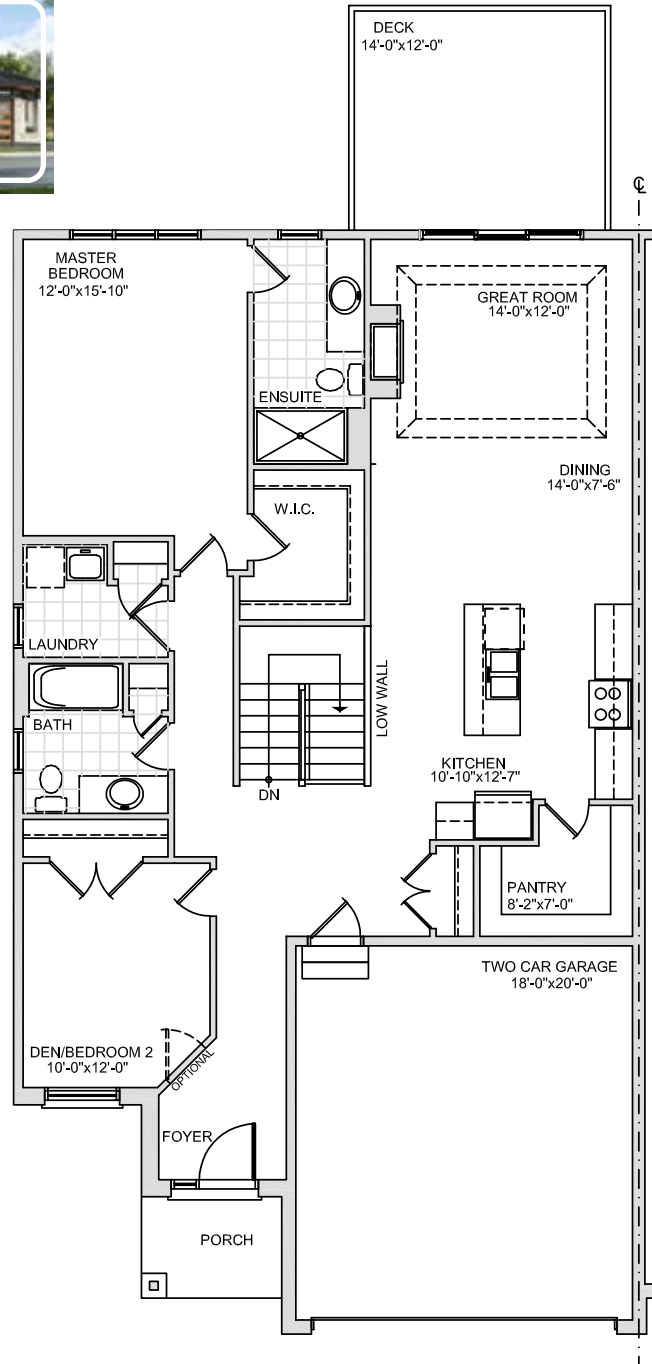 DECK
14'-0"x12'-0"
℄
MASTER
BEDROOM
12'-0"x15'-10"
GREAT ROOM
14'-0"x12'-0"
ENSUITE
DINING
14'-0"x7'-6"
W.I.C.
LAUNDRY
LOW WALL
BATH
KITCHEN
10'-10"x12'-7"
DN
PANTRY
8'-2"x7'-0"
TWO CAR GARAGE
18'-0"x20'-0"
DEN/BEDROOM 2
10'-0"x12'-0"
OPTIONAL
FOYER
PORCH